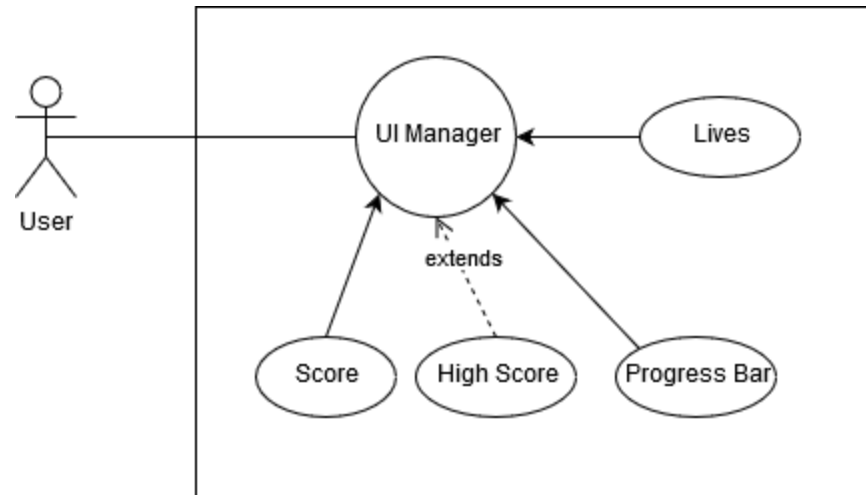 UI Manager
Lives
User
extends
Score
High Score
Progress Bar